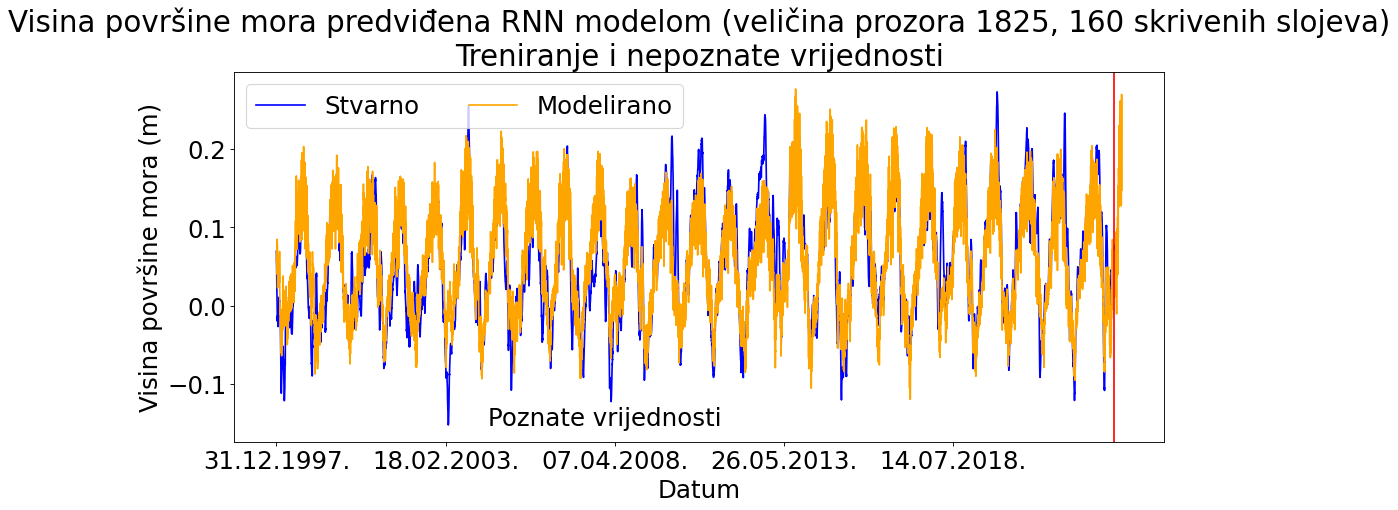 Visina površine mora predviđena RNN modelom (veličina prozora 1825, 160 skrivenih slojeva)
Treniranje i nepoznate vrijednosti
Stvarno
Modelirano
Visina površine mora (m)
0.2
0.1
0.0
−0.1
Poznate vrijednosti
31.12.1997.
18.02.2003.
07.04.2008.
26.05.2013.
14.07.2018.
Datum